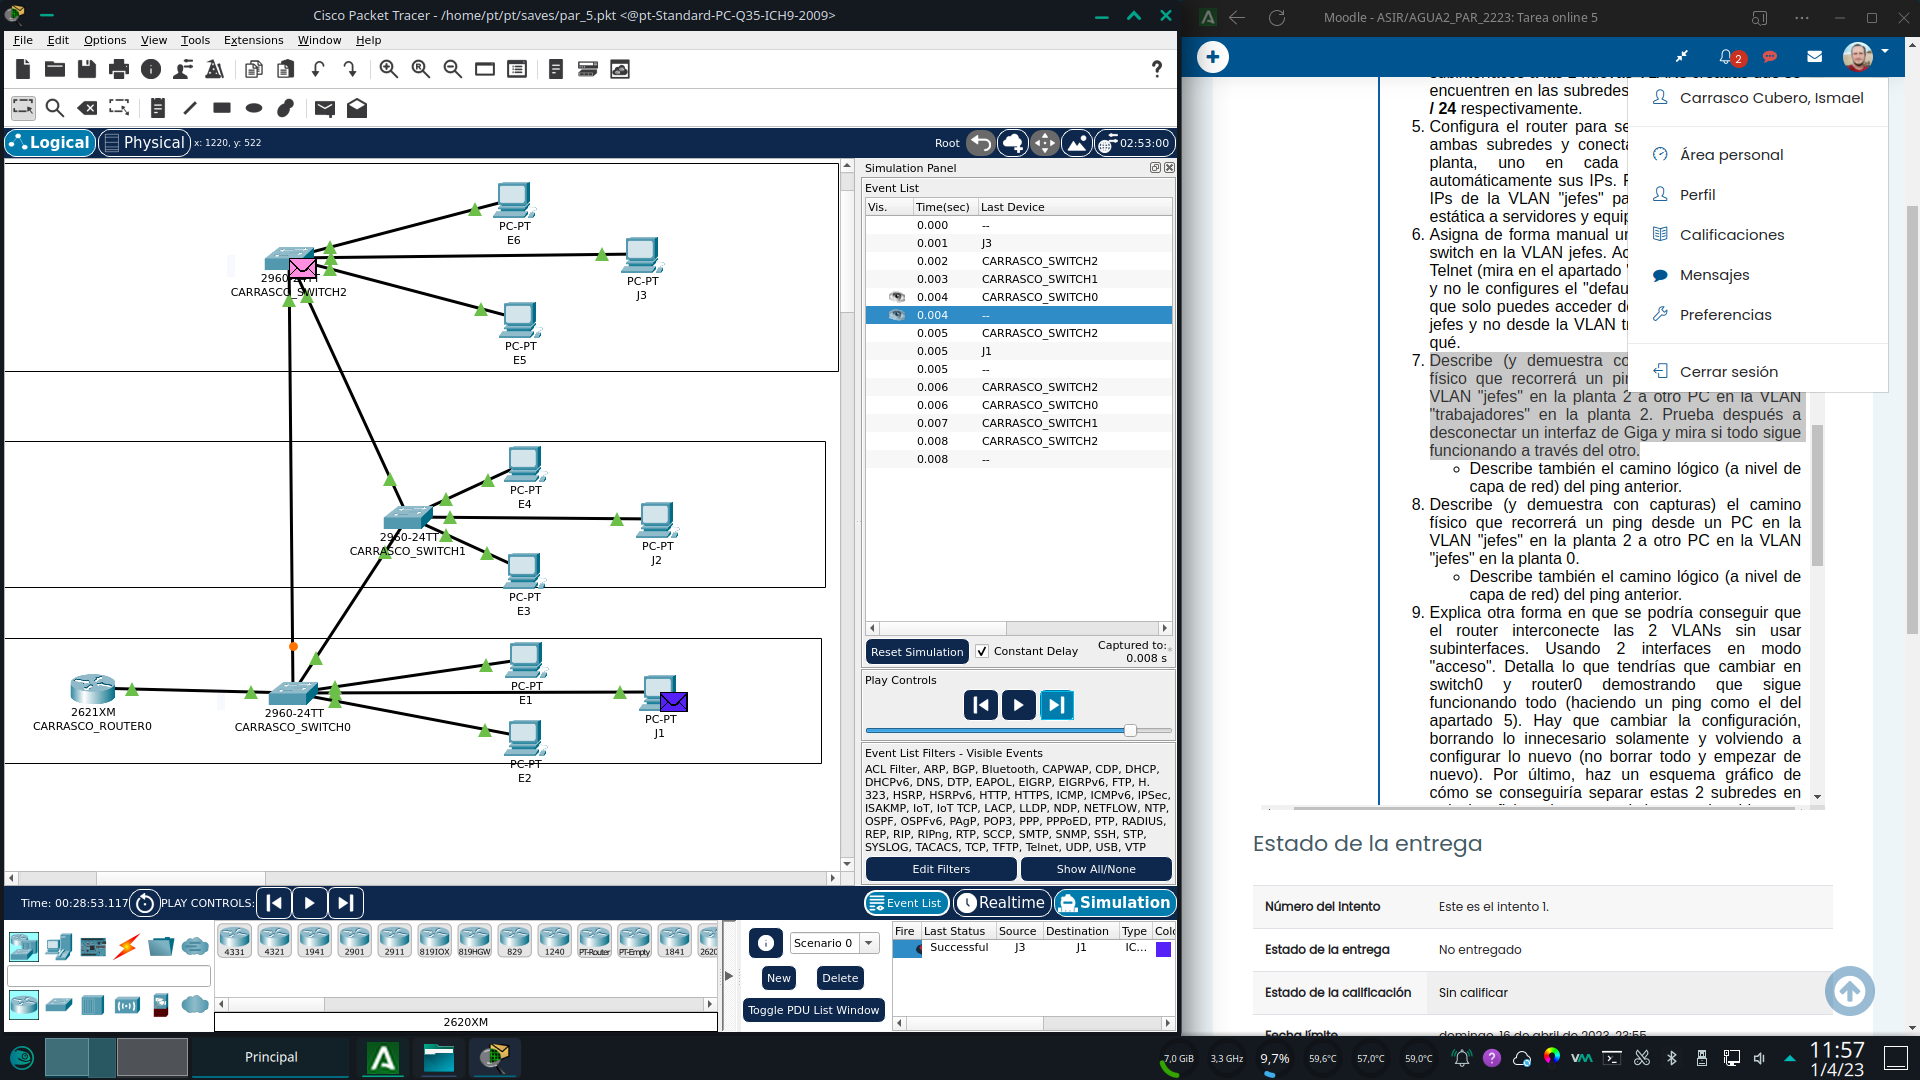 Cisco Packet Tracer - /home/pt/pt/saves/par_5.pkt <@pt-Standard-PC-Q35-ICH9-2009>
File Edit Options View Tools Extensions Window Help
?
Logical Physical x: 1220, y: 522
Root 02:53:00
PC-PT
E6
PC-PT
J3
2960-24TT
CARRASCO_SWITCH2
PC-PT
E5
PC-PT
E4
PC-PT
J2
2960-24TT
CARRASCO_SWITCH1
PC-PT
E3
PC-PT
E1
2621XM
CARRASCO_ROUTER0
2960-24TT
CARRASCO_SWITCH0
PC-PT
J1
PC-PT
E2
Simulation Panel
Event List
Vis. Time(sec) Last Device
0.000 --
0.001 J3
0.002 CARRASCO_SWITCH2
0.003 CARRASCO_SWITCH1
0.004 CARRASCO_SWITCH0
0.004 --
0.005 CARRASCO_SWITCH2
0.005 J1
0.005 --
0.006 CARRASCO_SWITCH2
0.006 CARRASCO_SWITCH0
0.007 CARRASCO_SWITCH1
0.008 CARRASCO_SWITCH2
0.008 --
Reset Simulation Constant Delay Captured to:
0.008 s
Play Controls
Event List Filters - Visible Events
ACL Filter, ARP, BGP, Bluetooth, CAPWAP, CDP, DHCP,
DHCPv6, DNS, DTP, EAPOL, EIGRP, EIGRPv6, FTP, H.
323, HSRP, HSRPv6, HTTP, HTTPS, ICMP, ICMPv6, IPSec,
ISAKMP, IoT, IoT TCP, LACP, LLDP, NDP, NETFLOW, NTP,
OSPF, OSPFv6, PAgP, POP3, PPP, PPPoED, PTP, RADIUS,
REP, RIP, RIPng, RTP, SCCP, SMTP, SNMP, SSH, STP,
SYSLOG, TACACS, TCP, TFTP, Telnet, UDP, USB, VTP
Edit Filters Show All/None
Time: 00:28:53.117 PLAY CONTROLS:
Event List Realtime Simulation
4331 4321 1941 2901 2911 819IOX 819HGW 829 1240 PT-Router PT-Empty 1841 2620
2620XM
Scenario 0
New Delete
Toggle PDU List Window
Fire Last Status Source Destination Type Colo
Successful J3 J1 IC...
Moodle - ASIR/AGUA2_PAR_2223: Tarea online 5
2
Carrasco Cubero, Ismael
Área personal
Perfil
Calificaciones
Mensajes
Preferencias
Cerrar sesión
encuentren en las subredes
/ 24 respectivamente.
5. Configura el router para se
ambas subredes y conecta
planta, uno en cada
automáticamente sus IPs. F
IPs de la VLAN "jefes" pa
estática a servidores y equip
6. Asigna de forma manual un
switch en la VLAN jefes. Ac
Telnet (mira en el apartado "
y no le configures el "defau
que solo puedes acceder de
jefes y no desde la VLAN tr
qué.
7. Describe (y demuestra co
físico que recorrerá un pin
VLAN "jefes" en la planta 2 a otro PC en la VLAN
"trabajadores" en la planta 2. Prueba después a
desconectar un interfaz de Giga y mira si todo sigue
funcionando a través del otro.
Describe también el camino lógico (a nivel de
capa de red) del ping anterior.
8. Describe (y demuestra con capturas) el camino
físico que recorrerá un ping desde un PC en la
VLAN "jefes" en la planta 2 a otro PC en la VLAN
"jefes" en la planta 0.
Describe también el camino lógico (a nivel de
capa de red) del ping anterior.
9. Explica otra forma en que se podría conseguir que
el router interconecte las 2 VLANs sin usar
subinterfaces. Usando 2 interfaces en modo
"acceso". Detalla lo que tendrías que cambiar en
switch0 y router0 demostrando que sigue
funcionando todo (haciendo un ping como el del
apartado 5). Hay que cambiar la configuración,
borrando lo innecesario solamente y volviendo a
configurar lo nuevo (no borrar todo y empezar de
nuevo). Por último, haz un esquema gráfico de
cómo se conseguiría separar estas 2 subredes en
Estado de la entrega
Número del intento Este es el intento 1.
Estado de la entrega No entregado
Estado de la calificación Sin calificar
Fecha límite domingo, 16 de abril de 2023, 23:55
Principal
7,0 GiB 3,3 GHz 9,7% 59,6°C 57,0°C 59,0°C
11:57
1/4/23